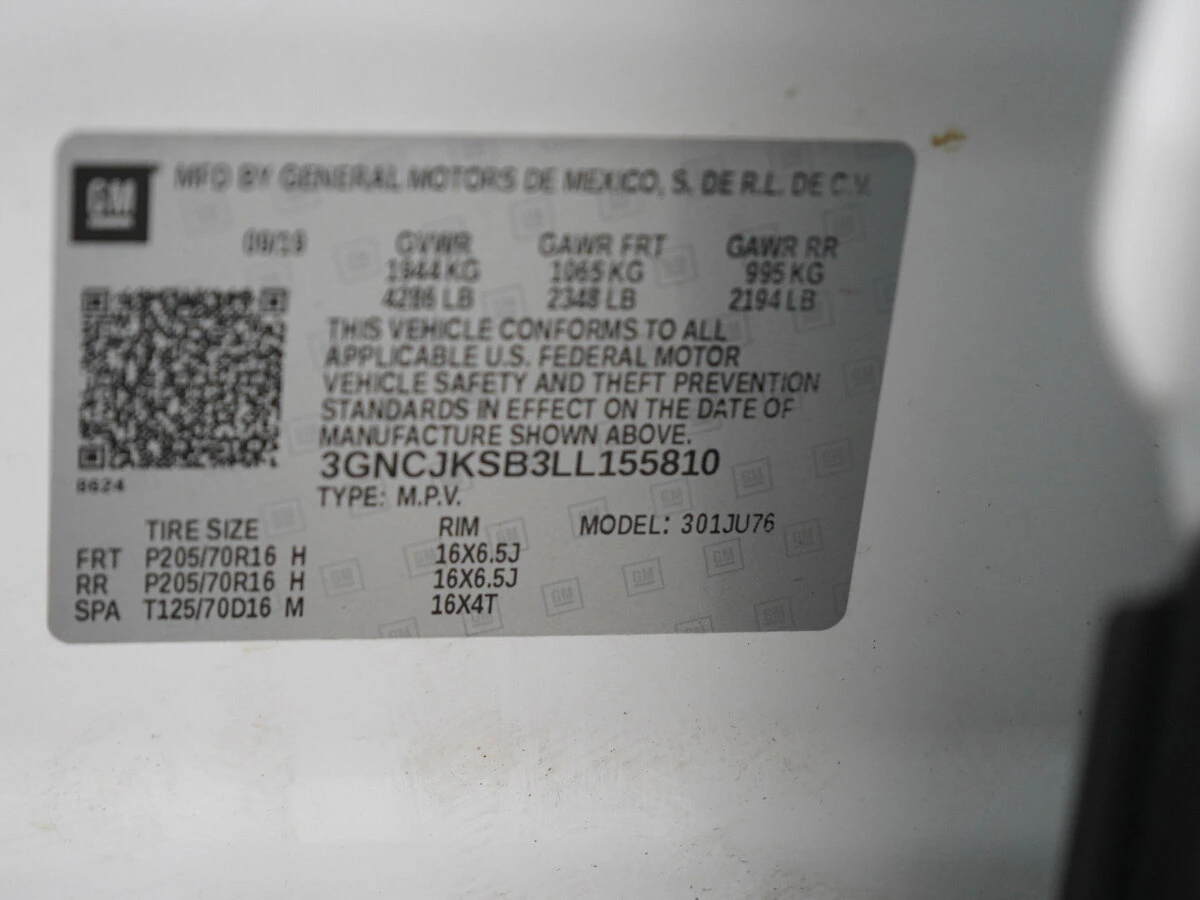 GM
MFD BY GENERAL MOTORS DE MEXICO, S. DE R.L. DE C.V.
GVWR GAWR FRT GAWR RR
1944 KG 1065 KG 995 KG
4286 LB 2348 LB 2194 LB
THIS VEHICLE CONFORMS TO ALL
APPLICABLE U.S. FEDERAL MOTOR
VEHICLE SAFETY AND THEFT PREVENTION
STANDARDS IN EFFECT ON THE DATE OF
MANUFACTURE SHOWN ABOVE.
3GNCJKSB3LL155810
8624
TYPE: M.P.V.
TIRE SIZE RIM MODEL: 301JU76
FRT P205/70R16 H 16X6.5J
RR P205/70R16 H 16X6.5J
SPA T125/70D16 M 16X4T